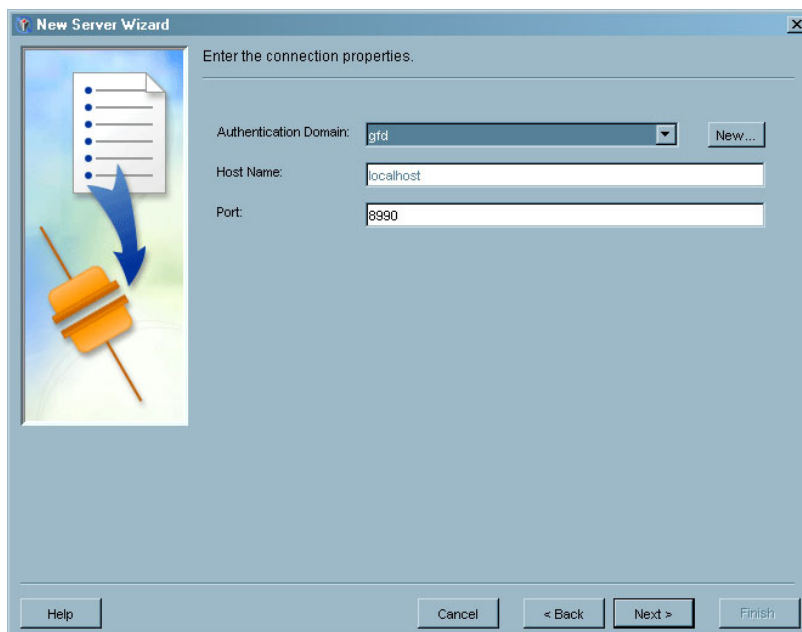 New Server Wizard
Enter the connection properties.
Authentication Domain: gfd New...
Host Name: localhost
Port: 8990
Help Cancel < Back Next > Finish